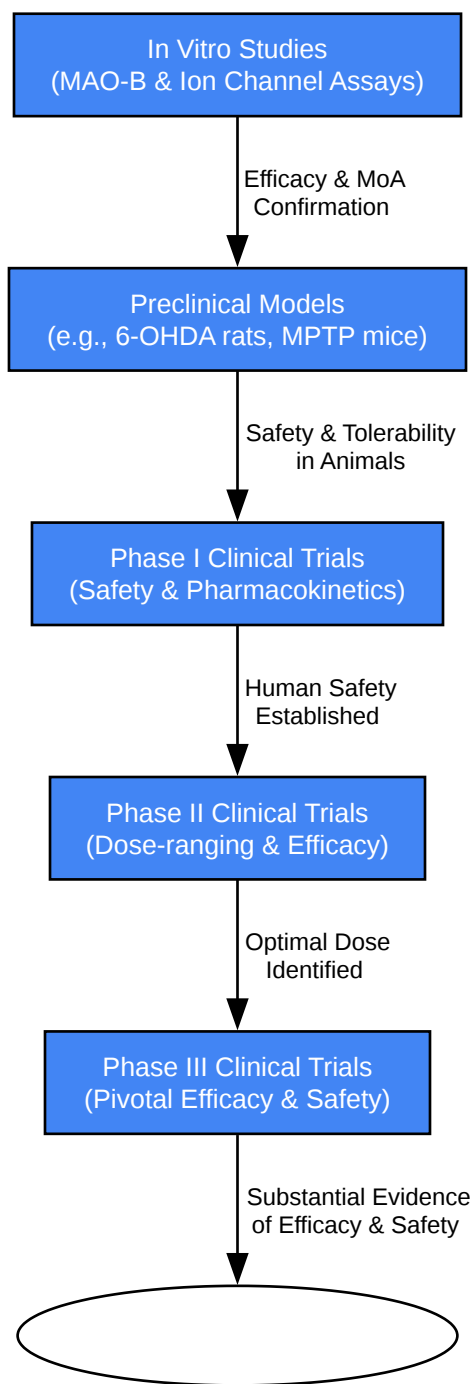 In Vitro Studies
(MAO-B & Ion Channel Assays)
Efficacy & MoA
Confirmation
Preclinical Models
(e.g., 6-OHDA rats, MPTP mice)
Safety & Tolerability
in Animals
Phase I Clinical Trials
(Safety & Pharmacokinetics)
Human Safety
Established
Phase II Clinical Trials
(Dose-ranging & Efficacy)
Optimal Dose
Identified
Phase III Clinical Trials
(Pivotal Efficacy & Safety)
Substantial Evidence
of Efficacy & Safety